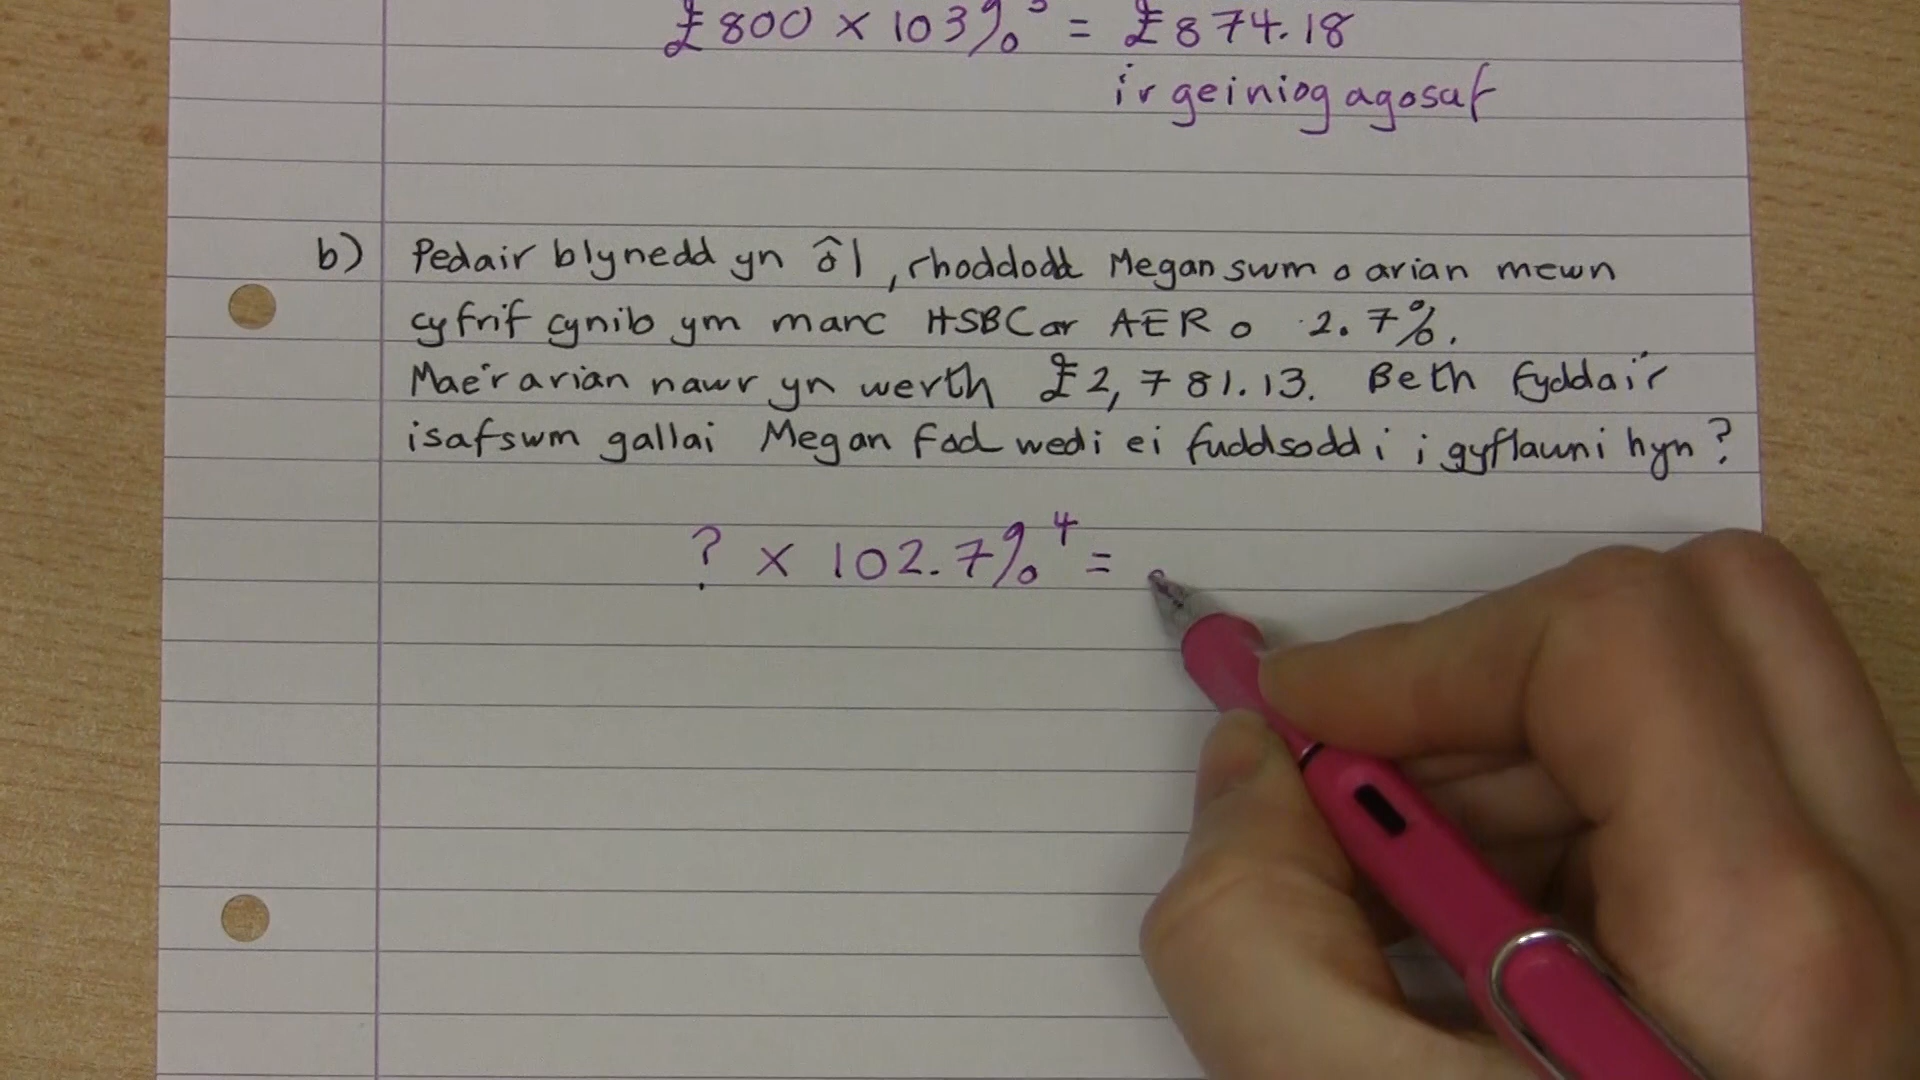 £800 × 103%³ = £874.18
i'r geiniog agosaf
b) Pedair blynedd yn ôl, rhoddodd Megan swm o arian mewn
cyfrif cynilo ym manc HSBC ar AER o 2.7%.
Mae'r arian nawr yn werth £2,781.13. Beth fyddai'r
isafswm gallai Megan fod wedi ei fuddsoddi i gyflawni hyn?
? × 102.7%⁴ =